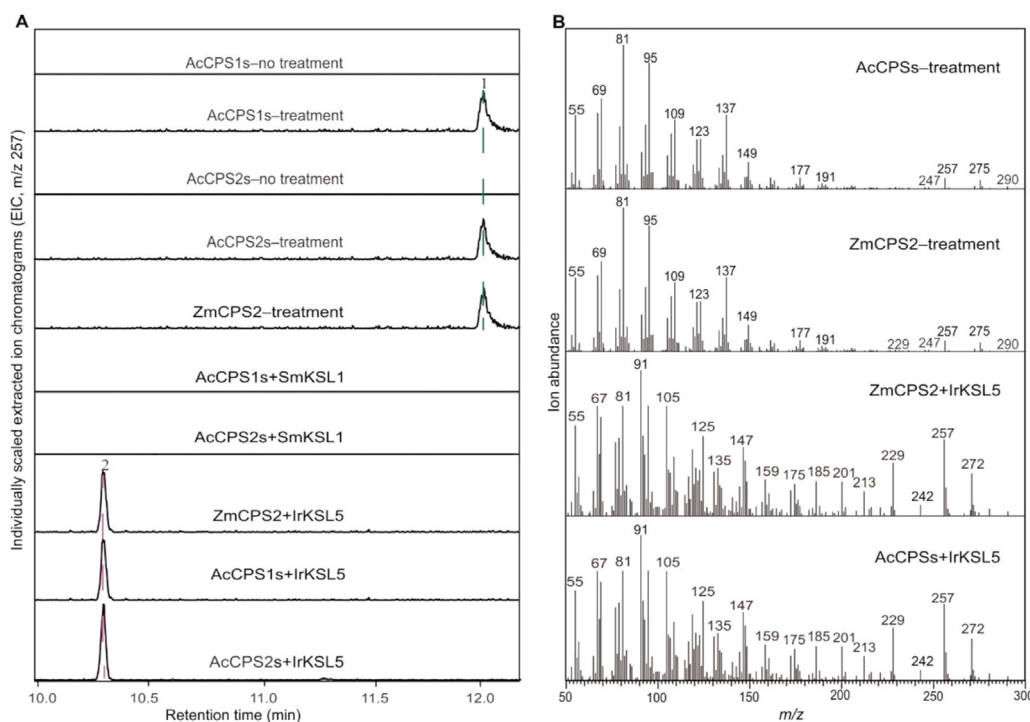 A
Individually scaled extracted ion chromatograms (EIC, m/z 257)
AcCPS1s–no treatment
1
AcCPS1s–treatment
AcCPS2s–no treatment
AcCPS2s–treatment
ZmCPS2–treatment
AcCPS1s+SmKSL1
AcCPS2s+SmKSL1
2
ZmCPS2+IrKSL5
AcCPS1s+IrKSL5
AcCPS2s+IrKSL5
10.0 10.5 11.0 11.5 12.0
Retention time (min)
B
Ion abundance
AcCPSs–treatment
55 69 81 95 109 123 137 149 177 191 247 257 275 290
ZmCPS2–treatment
55 69 81 95 109 123 137 149 177 191 229 247 257 275 290
ZmCPS2+IrKSL5
55 67 81 91 105 125 135 147 159 175 185 201 213 229 242 257 272
AcCPSs+IrKSL5
55 67 81 91 105 125 135 147 159 175 185 201 213 229 242 257 272
50 100 150 200 250 300
m/z